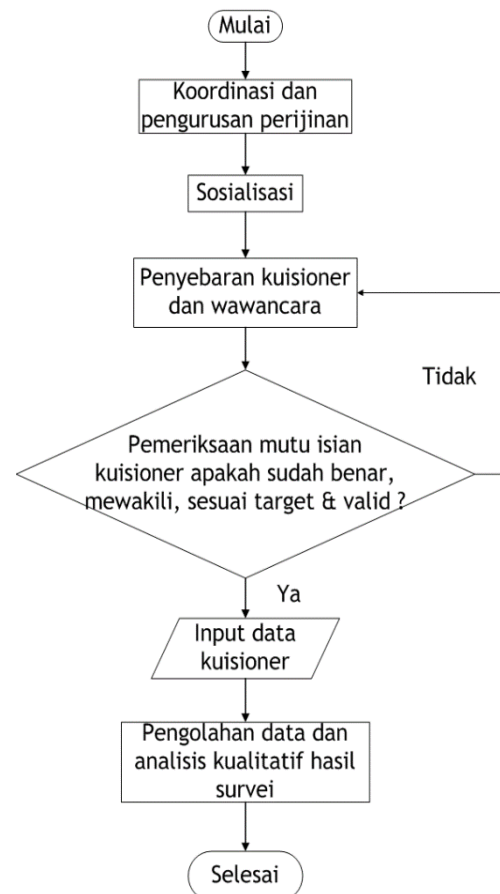 Mulai
Koordinasi dan
pengurusan perijinan
Sosialisasi
Penyebaran kuisioner
dan wawancara
Tidak
Pemeriksaan mutu isian
kuisioner apakah sudah benar,
mewakili, sesuai target & valid ?
Ya
Input data
kuisioner
Pengolahan data dan
analisis kualitatif hasil
survei
Selesai